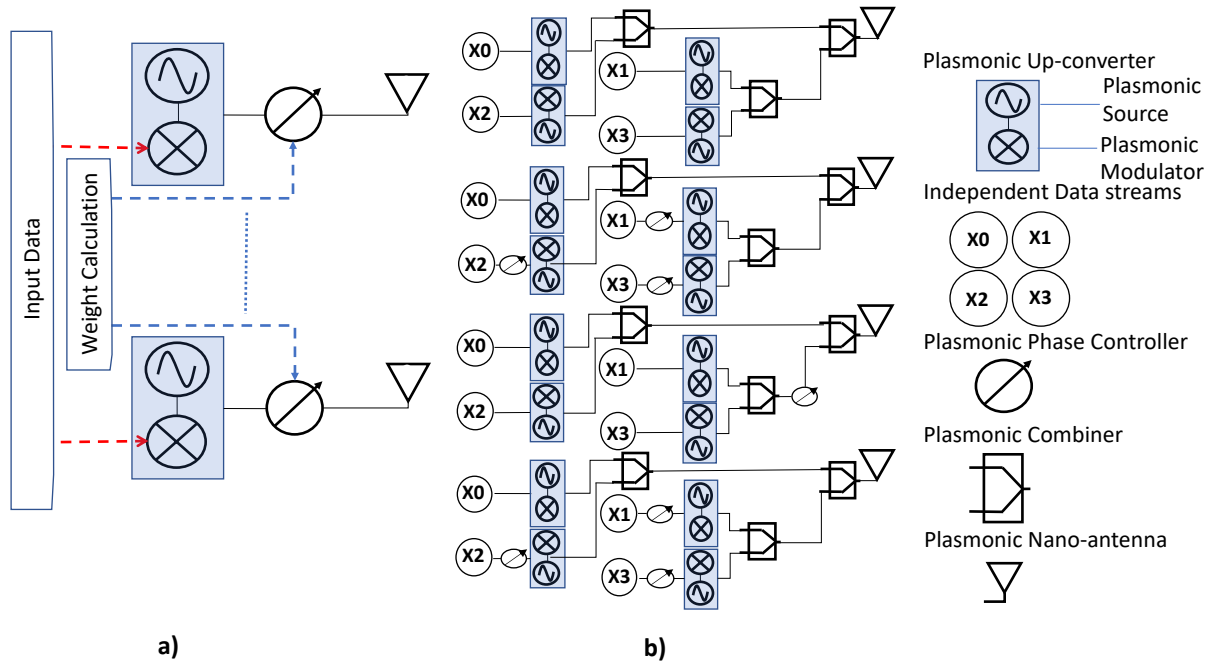 Input Data
Weight Calculation
a)
X0
X2
X1
X3
X0
X2
X1
X3
X0
X2
X1
X3
X0
X2
X1
X3
b)
Plasmonic Up-converter
Plasmonic
Source
Plasmonic
Modulator
Independent Data streams
X0 X1
X2 X3
Plasmonic Phase Controller
Plasmonic Combiner
Plasmonic Nano-antenna